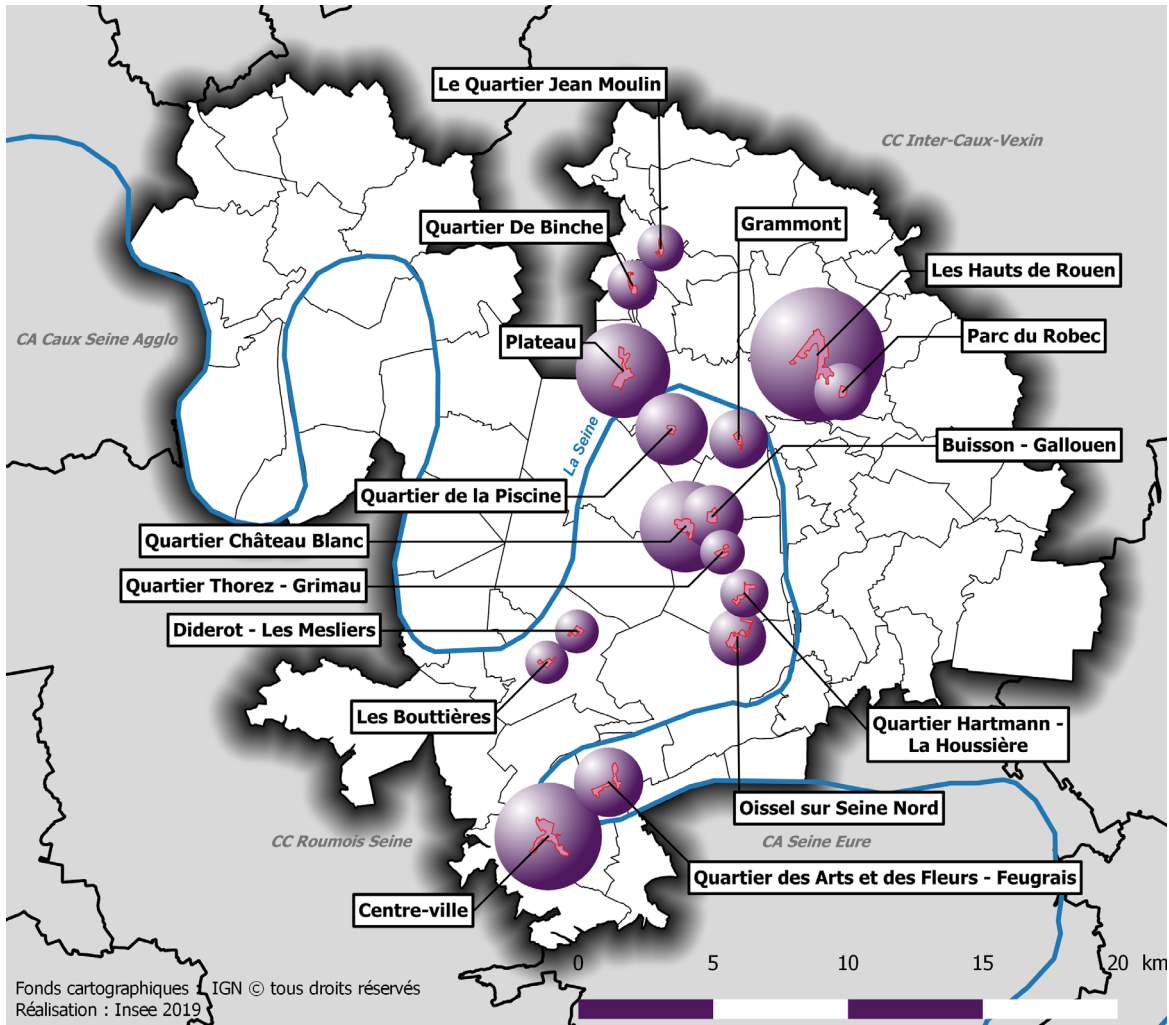 Le Quartier Jean Moulin
CC Inter-Caux-Vexin
Quartier De Binche
Grammont
Les Hauts de Rouen
CA Caux Seine Agglo
Plateau
Parc du Robec
La Seine
Buisson - Gallouen
Quartier de la Piscine
Quartier Château Blanc
Quartier Thorez - Grimau
Diderot - Les Mesliers
Les Bouttières
Quartier Hartmann -
La Houssière
Oissel sur Seine Nord
CC Roumois Seine
CA Seine Eure
Quartier des Arts et des Fleurs - Feugrais
Centre-ville
0 5 10 15 20 km
Fonds cartographiques : IGN © tous droits réservés
Réalisation : Insee 2019